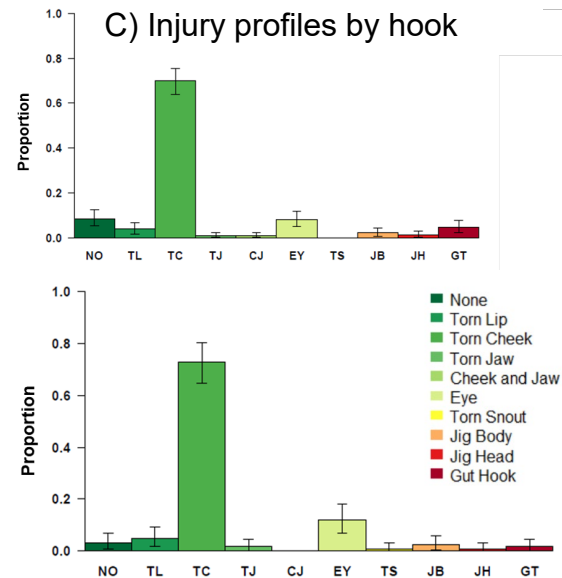 C) Injury profiles by hook
1.0
0.8
0.6
0.4
0.2
0.0
Proportion
NO TL TC TJ CJ EY TS JB JH GT
1.0
0.8
0.6
0.4
0.2
0.0
Proportion
None
Torn Lip
Torn Cheek
Torn Jaw
Cheek and Jaw
Eye
Torn Snout
Jig Body
Jig Head
Gut Hook
NO TL TC TJ CJ EY TS JB JH GT